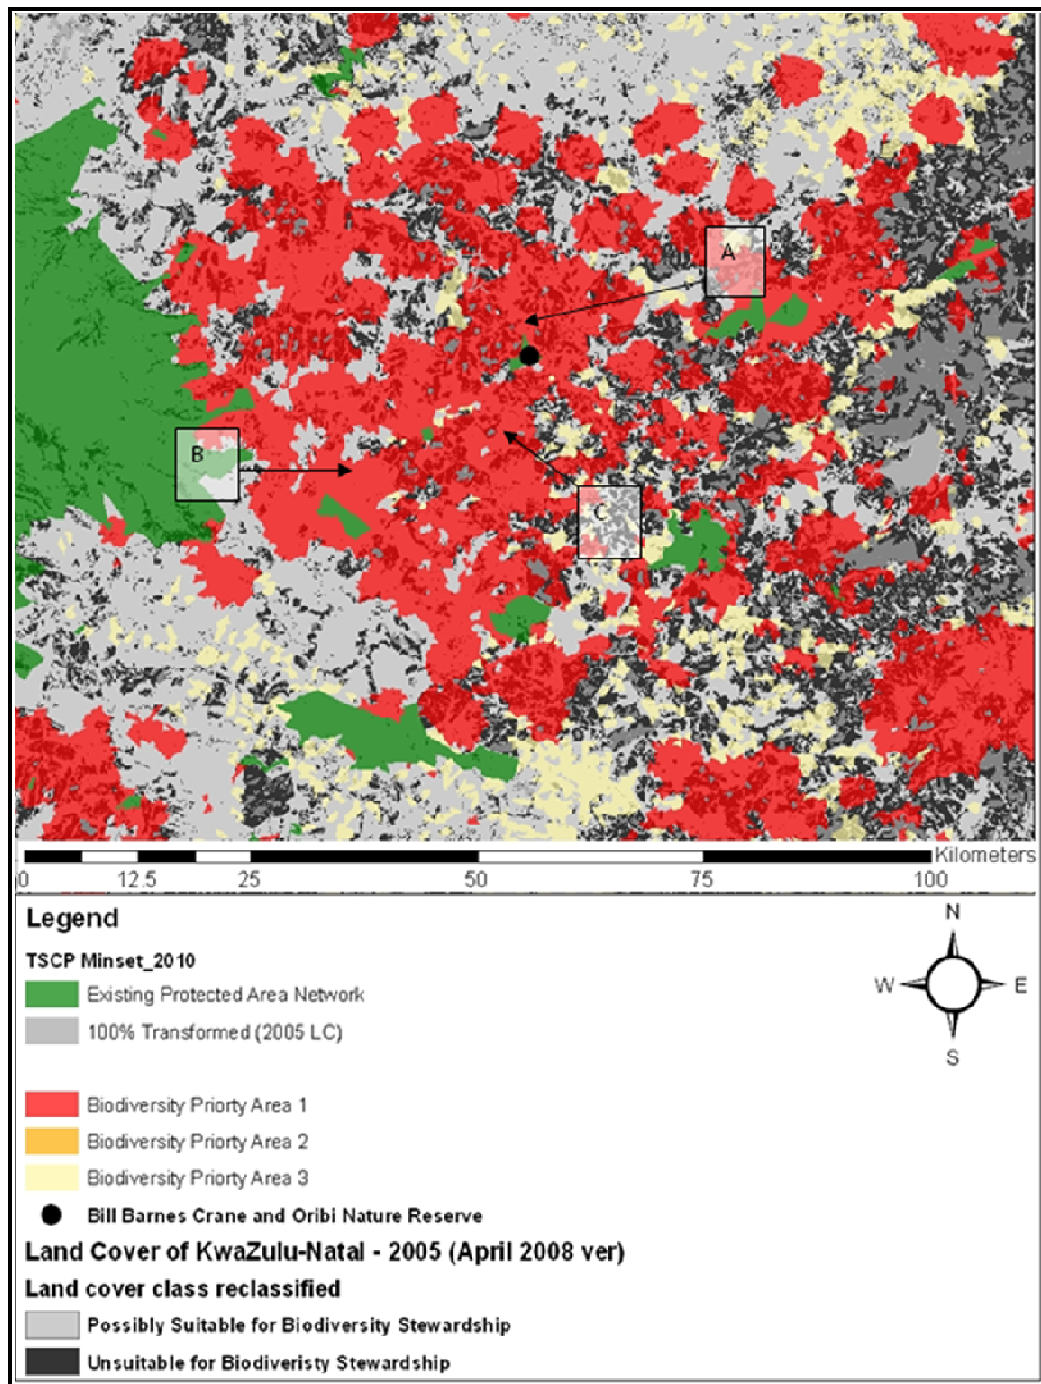 A
B
C
Kilometers
0 12.5 25 50 75 100
Legend
N
TSCP Minset_2010
W E
Existing Protected Area Network
100% Transformed (2005 LC)
S
Biodiversity Priorty Area 1
Biodiversity Priorty Area 2
Biodiversity Priorty Area 3
Bill Barnes Crane and Oribi Nature Reserve
Land Cover of KwaZulu-Natal - 2005 (April 2008 ver)
Land cover class reclassified
Possibly Suitable for Biodiversity Stewardship
Unsuitable for Biodiveristy Stewardship